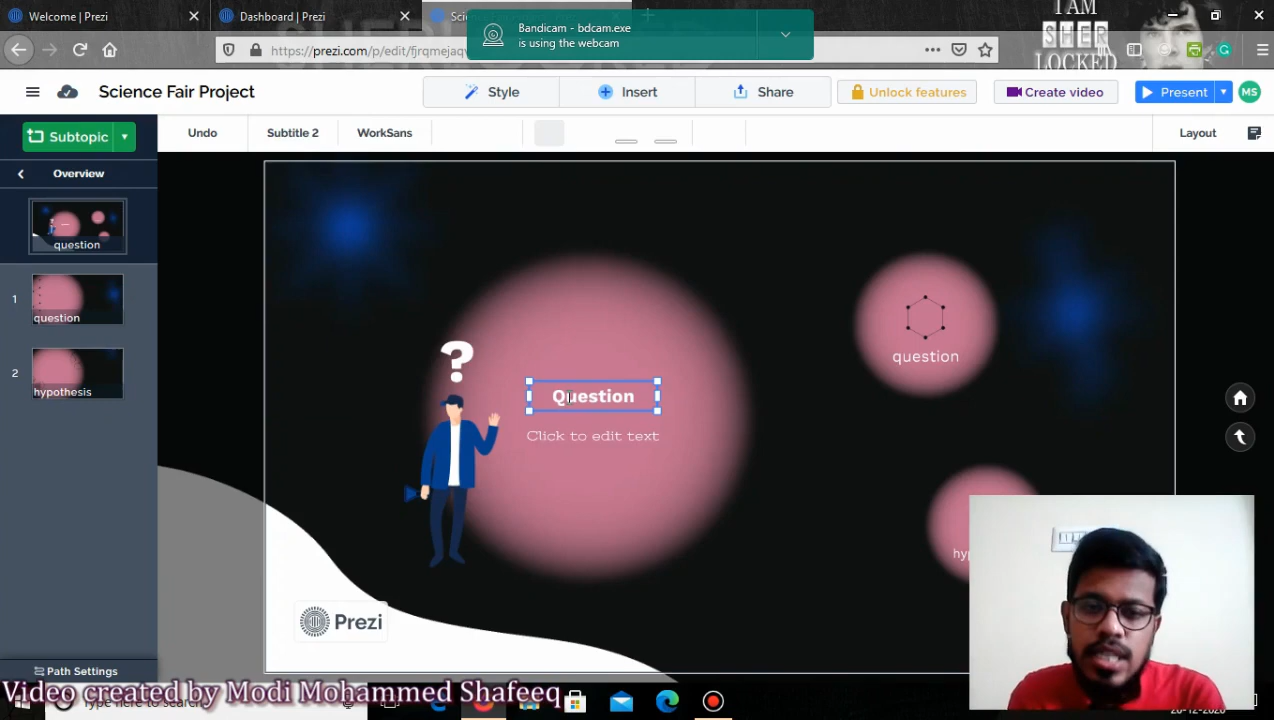 Welcome | Prezi
Dashboard | Prezi
Sc
Bandicam - bdcam.exe
is using the webcam
I AM
SHER
LOCKED
https://prezi.com/p/edit/fjrqmejaqv
Science Fair Project
Style
Insert
Share
Unlock features
Create video
Present
MS
Subtopic
Undo
Subtitle 2
WorkSans
Layout
Overview
question
1
question
2
hypothesis
?
Question
Click to edit text
question
hyp
Prezi
Path Settings
Type here to search
Video created by Modi Mohammed Shafeeq